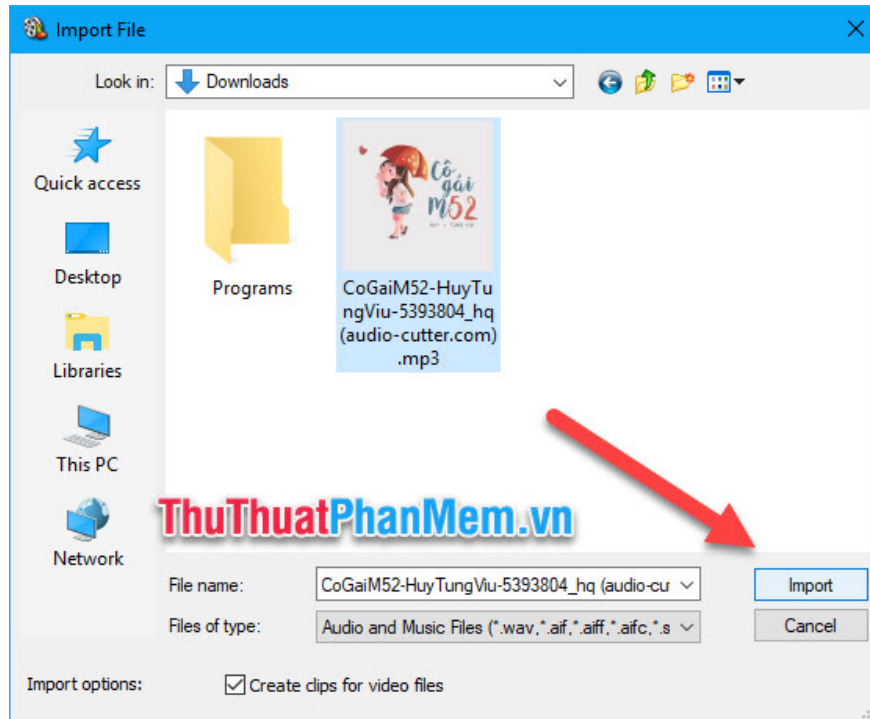 Import File
Look in:
Downloads
Quick access
Desktop
Libraries
This PC
Network
Programs
Cô
gái
M52
CoGaiM52-HuyTu
ngViu-5393804_hq
(audio-cutter.com)
.mp3
ThuThuatPhanMem.vn
File name:
CoGaiM52-HuyTungViu-5393804_hq (audio-cu
Import
Files of type:
Audio and Music Files (*.wav,*.aif,*.aiff,*.aifc,*.s
Cancel
Import options:
Create clips for video files